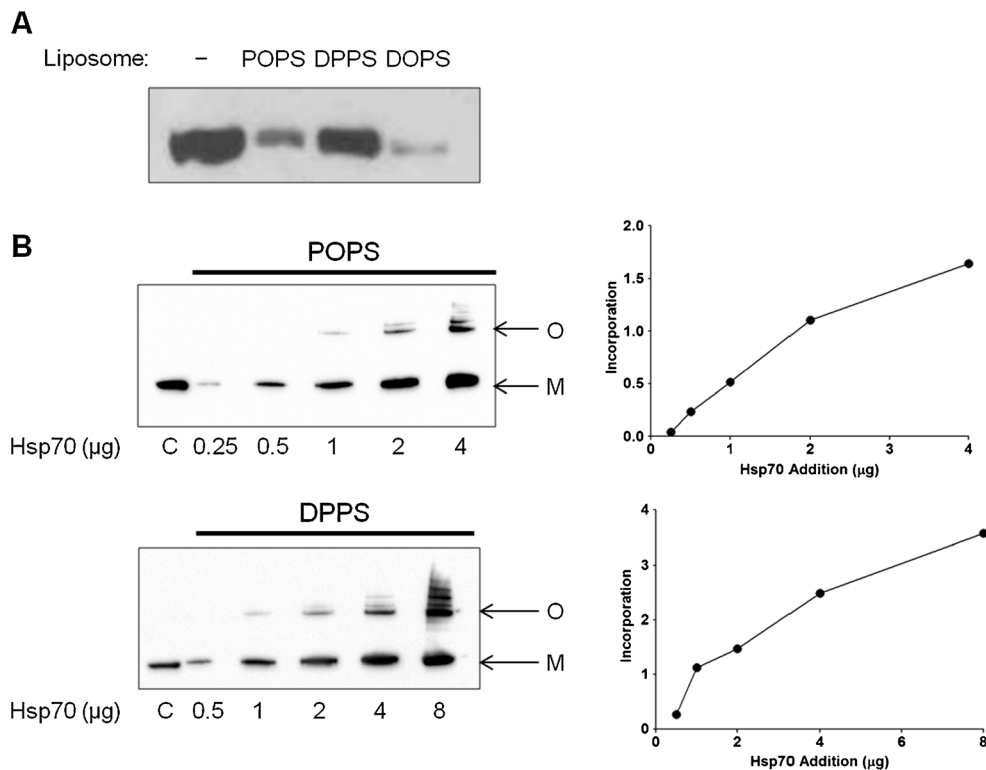 A
Liposome: – POPS DPPS DOPS
B
POPS
O
M
Hsp70 (µg) C 0.25 0.5 1 2 4
2.0
1.5
1.0
0.5
0.0
Incorporation
0 1 2 3 4
Hsp70 Addition (µg)
DPPS
O
M
Hsp70 (µg) C 0.5 1 2 4 8
4
3
2
1
0
Incorporation
0 2 4 6 8
Hsp70 Addition (µg)